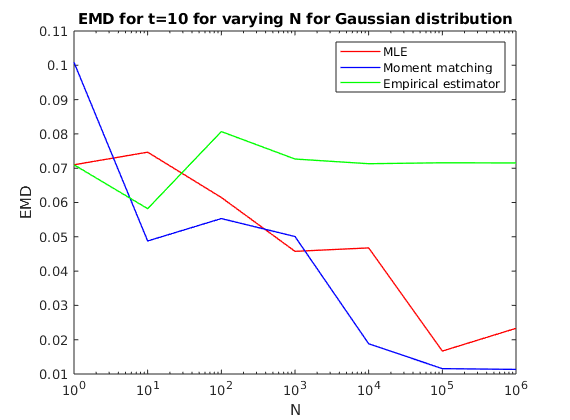 EMD for t=10 for varying N for Gaussian distribution
MLE
Moment matching
Empirical estimator
EMD
0.11
0.1
0.09
0.08
0.07
0.06
0.05
0.04
0.03
0.02
0.01
10^0 10^1 10^2 10^3 10^4 10^5 10^6
N